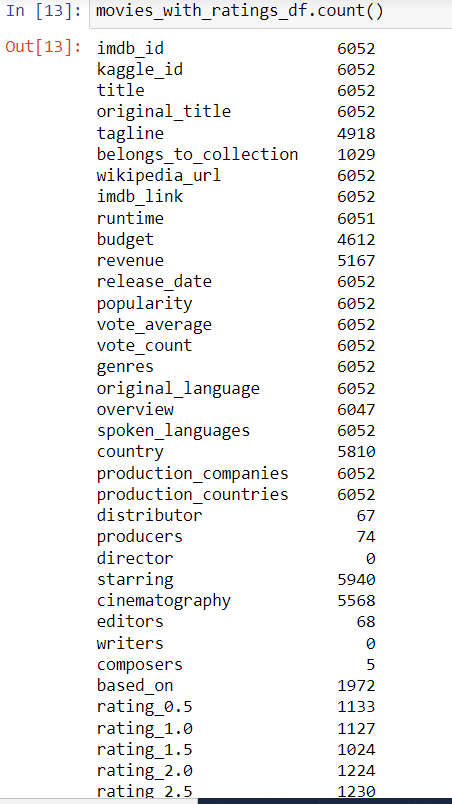 In [13]: movies_with_ratings_df.count()
Out[13]: imdb_id 6052
kaggle_id 6052
title 6052
original_title 6052
tagline 4918
belongs_to_collection 1029
wikipedia_url 6052
imdb_link 6052
runtime 6051
budget 4612
revenue 5167
release_date 6052
popularity 6052
vote_average 6052
vote_count 6052
genres 6052
original_language 6052
overview 6047
spoken_languages 6052
country 5810
production_companies 6052
production_countries 6052
distributor 67
producers 74
director 0
starring 5940
cinematography 5568
editors 68
writers 0
composers 5
based_on 1972
rating_0.5 1133
rating_1.0 1127
rating_1.5 1024
rating_2.0 1224
rating_2.5 1230